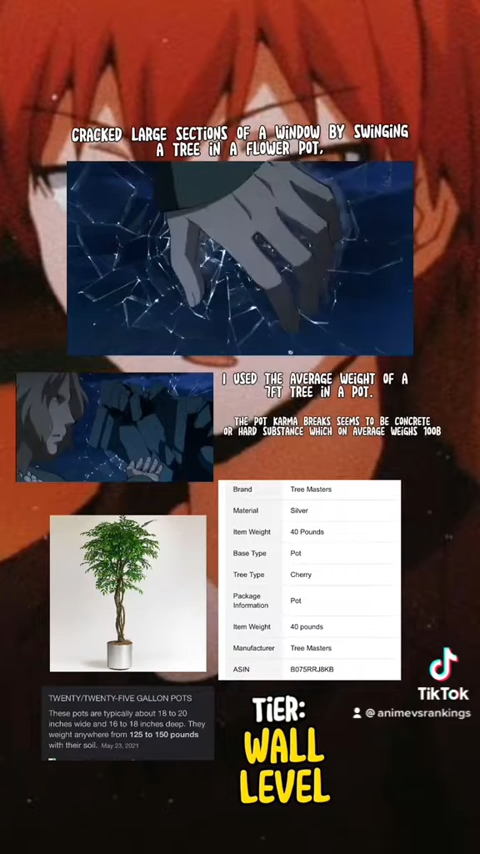 CRACKED LARGE SECTIONS OF A WINDOW BY SWINGING
A TREE IN A FLOWER POT,
I USED THE AVERAGE WEIGHT OF A
7FT TREE IN A POT.
THE POT KARMA BREAKS SEEMS TO BE CONCRETE
OR HARD SUBSTANCE WHICH ON AVERAGE WEIGHS 100B
Brand Tree Masters
Material Silver
Item Weight 40 Pounds
Base Type Pot
Tree Type Cherry
Package
Information Pot
Item Weight 40 pounds
Manufacturer Tree Masters
ASIN B075RRJ8KB
TWENTY/TWENTY-FIVE GALLON POTS
These pots are typically about 18 to 20
inches wide and 16 to 18 inches deep. They
weight anywhere from 125 to 150 pounds
with their soil. May 23, 2021
TIER:
WALL
LEVEL
TikTok
@animevsrankings